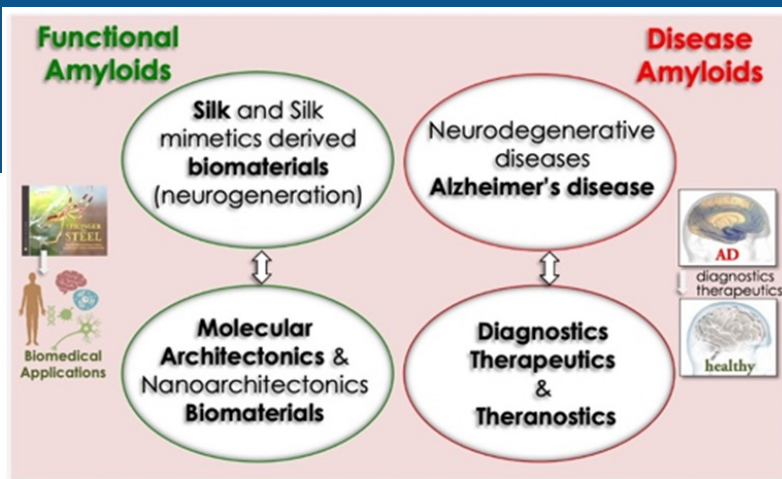 Functional
Amyloids
Disease
Amyloids
Silk and Silk
mimetics derived
biomaterials
(neurogeneration)
Neurodegenerative
diseases
Alzheimer's disease
STRONGER
STEEL
AD
diagnostics
therapeutics
healthy
Biomedical
Applications
Molecular
Architectonics &
Nanoarchitectonics
Biomaterials
Diagnostics
Therapeutics
&
Theranostics